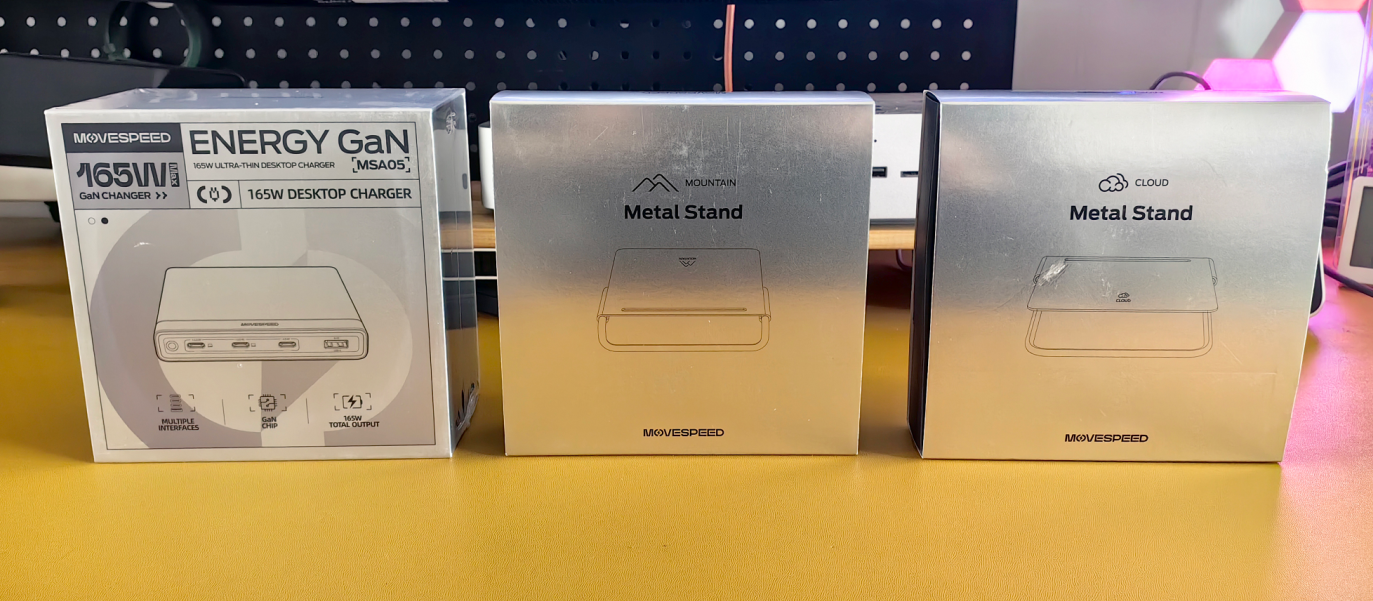 MOVESPEED
ENERGY GaN
165W ULTRA-THIN DESKTOP CHARGER
[MSA05]
165W Max
GaN CHANGER >>
165W DESKTOP CHARGER
MOVESPEED
MULTIPLE
INTERFACES
GaN
CHIP
165W
TOTAL OUTPUT
MOUNTAIN
Metal Stand
MOVESPEED
CLOUD
Metal Stand
CLOUD
MOVESPEED